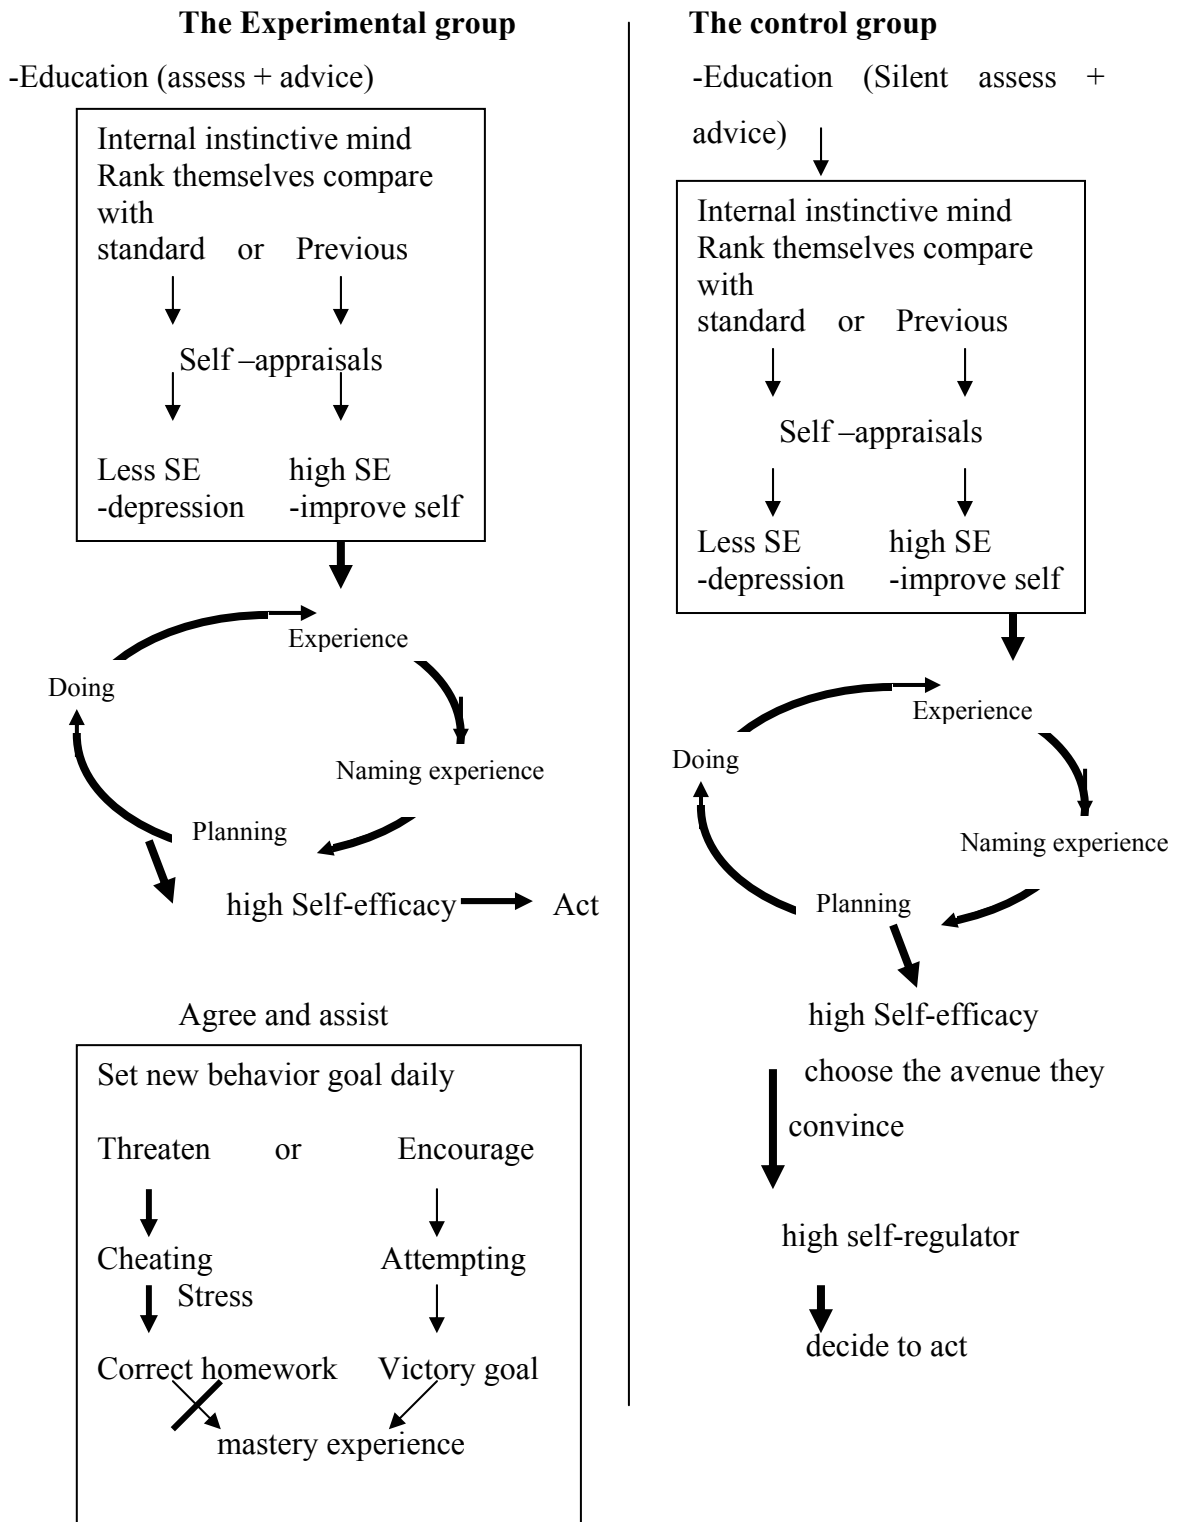 The Experimental group
-Education (assess + advice)
Internal instinctive mind
Rank themselves compare
with
standard or Previous
Self –appraisals
Less SE high SE
-depression -improve self
Experience
Doing
Naming experience
Planning
high Self-efficacy Act
Agree and assist
Set new behavior goal daily
Threaten or Encourage
Cheating Attempting
Stress
Correct homework Victory goal
mastery experience
The control group
-Education (Silent assess +
advice)
Internal instinctive mind
Rank themselves compare
with
standard or Previous
Self –appraisals
Less SE high SE
-depression -improve self
Experience
Doing
Naming experience
Planning
high Self-efficacy
choose the avenue they
convince
high self-regulator
decide to act